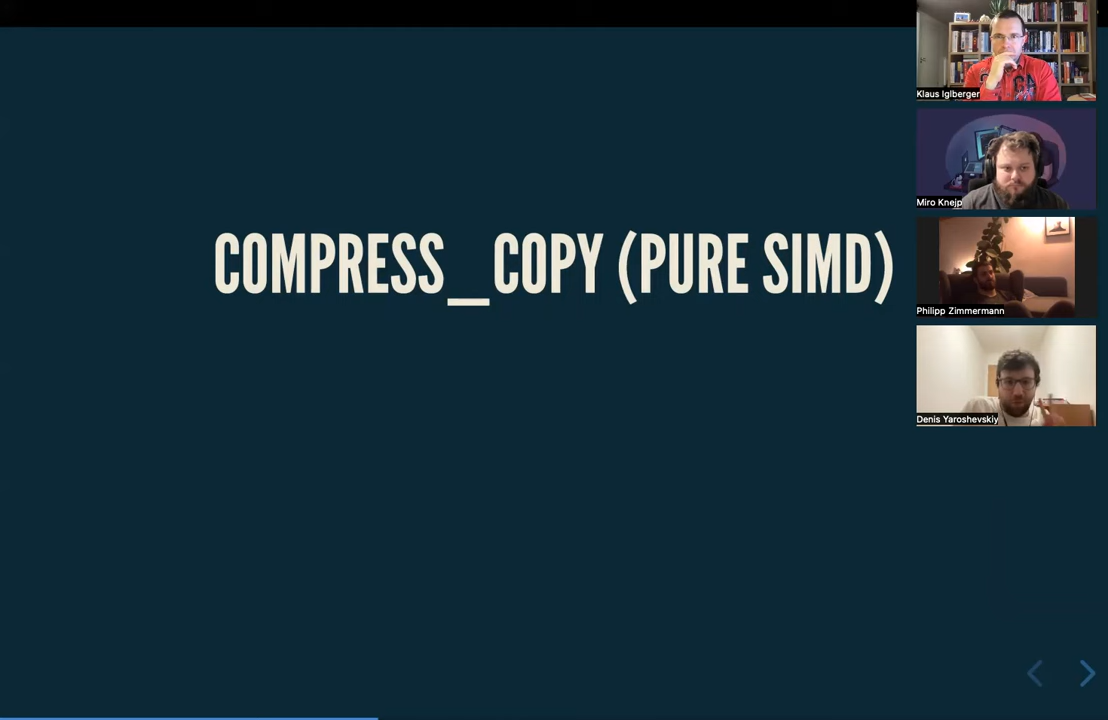 COMPRESS_COPY (PURE SIMD)
Klaus Iglberger
Miro Knejp
Philipp Zimmermann
Denis Yaroshevskiy